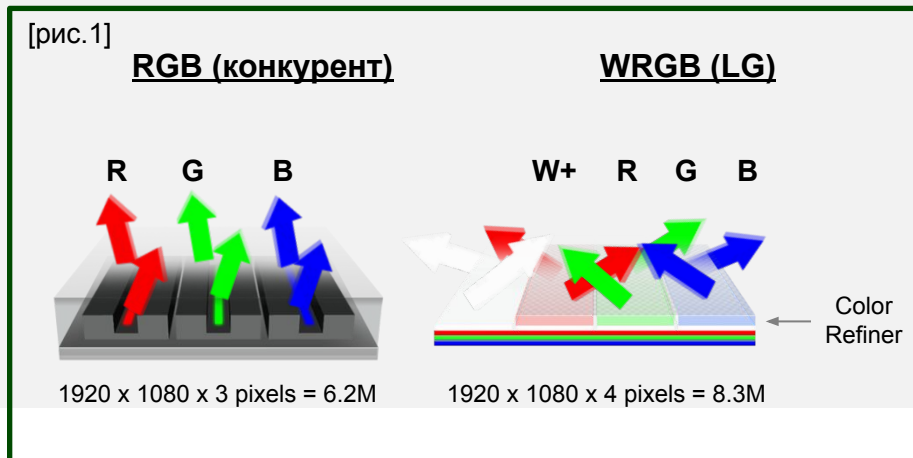 [рис.1]
RGB (конкурент)
WRGB (LG)
R G B
W+ R G B
Color
Refiner
1920 x 1080 x 3 pixels = 6.2M
1920 x 1080 x 4 pixels = 8.3M